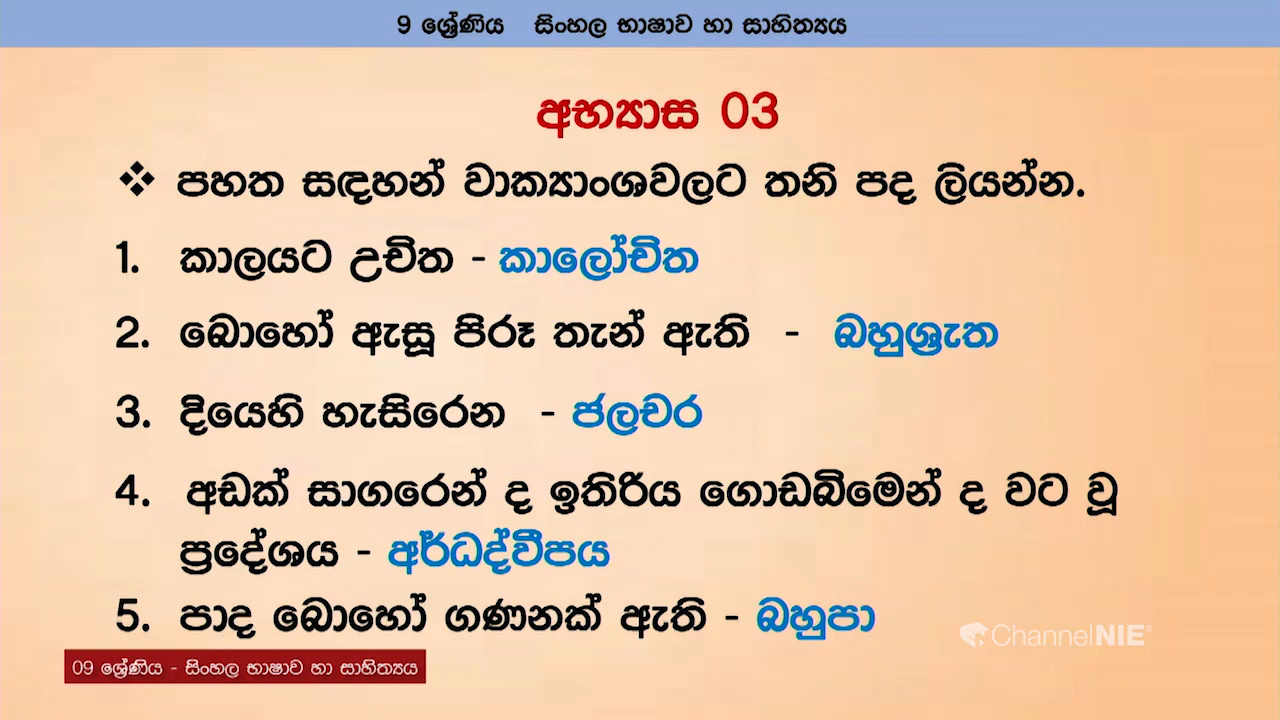 9 ශ්‍රේණිය සිංහල භාෂාව හා සාහිත්‍යය
අභ්‍යාස 03
❖ පහත සඳහන් වාක්‍යාංශවලට තනි පද ලියන්න.
1. කාලයට උචිත - කාලෝචිත
2. බොහෝ ඇසූ පිරූ තැන් ඇති - බහුශ්‍රැත
3. දියෙහි හැසිරෙන - ජලචර
4. අඩක් සාගරෙන් ද ඉතිරිය ගොඩබිමෙන් ද වට වූ
ප්‍රදේශය - අර්ධද්වීපය
5. පාද බොහෝ ගණනක් ඇති - බහුපා
ChannelNIE
09 ශ්‍රේණිය - සිංහල භාෂාව හා සාහිත්‍යය